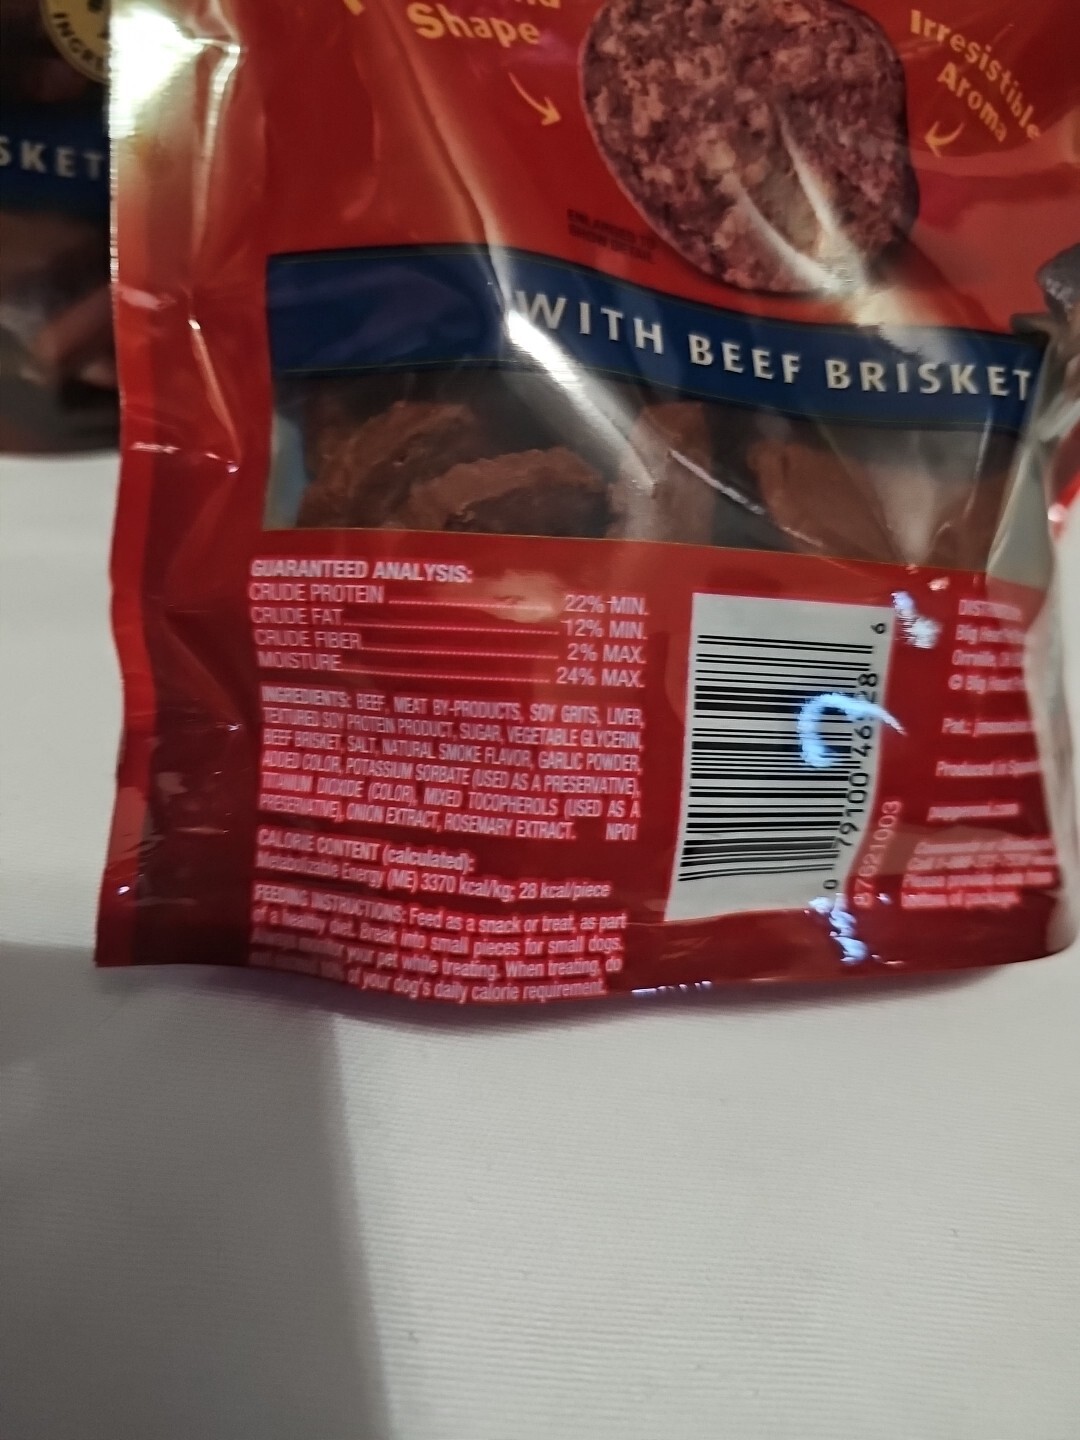 INGRE
SKET
Shape
Irresistible
Aroma
WITH BEEF BRISKET
GUARANTEED ANALYSIS:
CRUDE PROTEIN 22% MIN.
CRUDE FAT 12% MIN.
CRUDE FIBER 2% MAX.
MOISTURE 24% MAX.
INGREDIENTS: BEEF, MEAT BY-PRODUCTS, SOY GRITS, LIVER,
TEXTURED SOY PROTEIN PRODUCT, SUGAR, VEGETABLE GLYCERIN,
BEEF BRISKET, SALT, NATURAL SMOKE FLAVOR, GARLIC POWDER,
ADDED COLOR, POTASSIUM SORBATE (USED AS A PRESERVATIVE),
TITANIUM DIOXIDE (COLOR), MIXED TOCOPHEROLS (USED AS A
PRESERVATIVE), ONION EXTRACT, ROSEMARY EXTRACT. NP01
CALORIE CONTENT (calculated):
Metabolizable Energy (ME) 3370 kcal/kg; 28 kcal/piece
FEEDING INSTRUCTIONS: Feed as a snack or treat, as part
of a healthy diet. Break into small pieces for small dogs.
Always monitor your pet while treating. When treating, do
of your dog's daily calorie requirement.
87621003
Big
© Big
Pat.:
Produced in